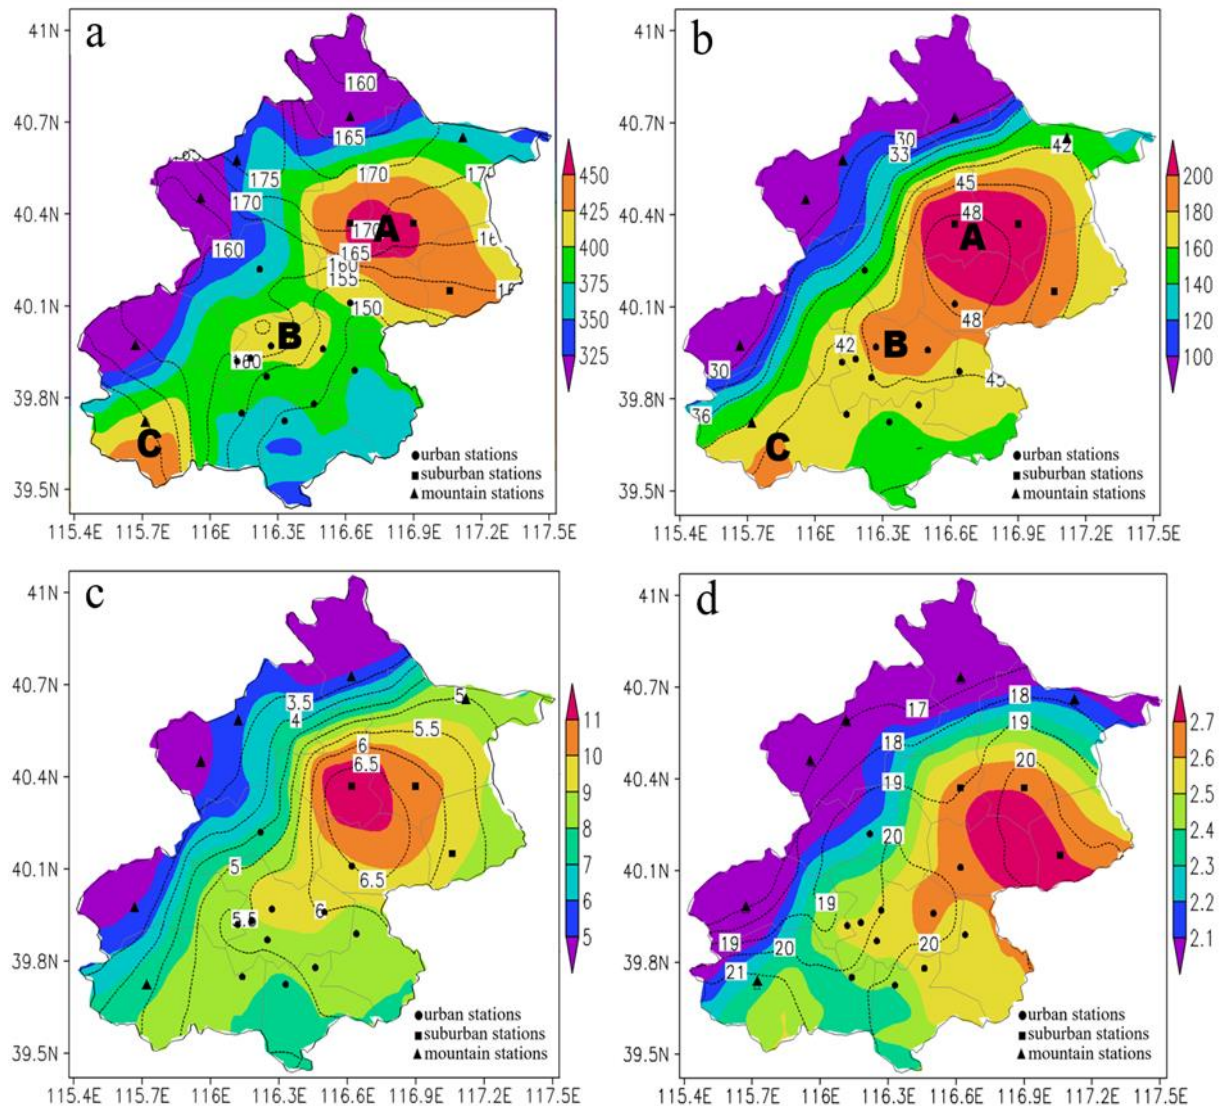 a
41N
40.7N
40.4N
40.1N
39.8N
39.5N
115.4E 115.7E 116E 116.3E 116.6E 116.9E 117.2E 117.5E
160
165
170
175
170
160
170
165
160
155
150
A
B
C
450
425
400
375
350
325
urban stations
suburban stations
mountain stations
b
41N
40.7N
40.4N
40.1N
39.8N
39.5N
115.4E 115.7E 116E 116.3E 116.6E 116.9E 117.2E 117.5E
30
33
42
45
48
A
48
B
42
30
36
C
200
180
160
140
120
100
urban stations
suburban stations
mountain stations
c
41N
40.7N
40.4N
40.1N
39.8N
39.5N
115.4E 115.7E 116E 116.3E 116.6E 116.9E 117.2E 117.5E
3.5
4
5
5.5
6
6.5
5
6.5
5.5
6
11
10
9
8
7
6
5
urban stations
suburban stations
mountain stations
d
41N
40.7N
40.4N
40.1N
39.8N
39.5N
115.4E 115.7E 116E 116.3E 116.6E 116.9E 117.2E 117.5E
17
18
18
19
19
20
20
19
19
20
20
21
2.7
2.6
2.5
2.4
2.3
2.2
2.1
urban stations
suburban stations
mountain stations